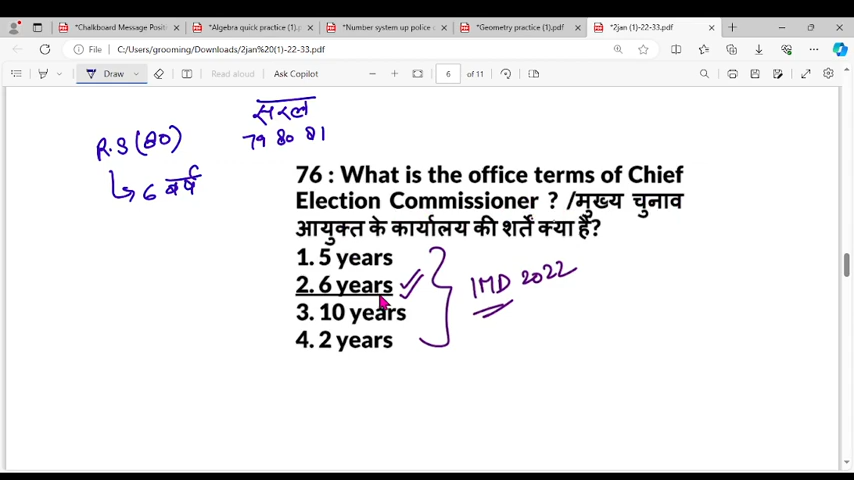 *Chalkboard Message Posit
*Algebra quick practice (1).p
*Number system up police c
*Geometry practice (1).pdf
*2jan (1)-22-33.pdf
File
C:/Users/grooming/Downloads/2jan%20(1)-22-33.pdf
Draw
Read aloud
Ask Copilot
6 of 11
सरल
79 80 81
R.S (80)
6 वर्ष
76 : What is the office terms of Chief
Election Commissioner ? /मुख्य चुनाव
आयुक्त के कार्यालय की शर्तें क्या हैं?
1. 5 years
2. 6 years
3. 10 years
4. 2 years
IMD 2022